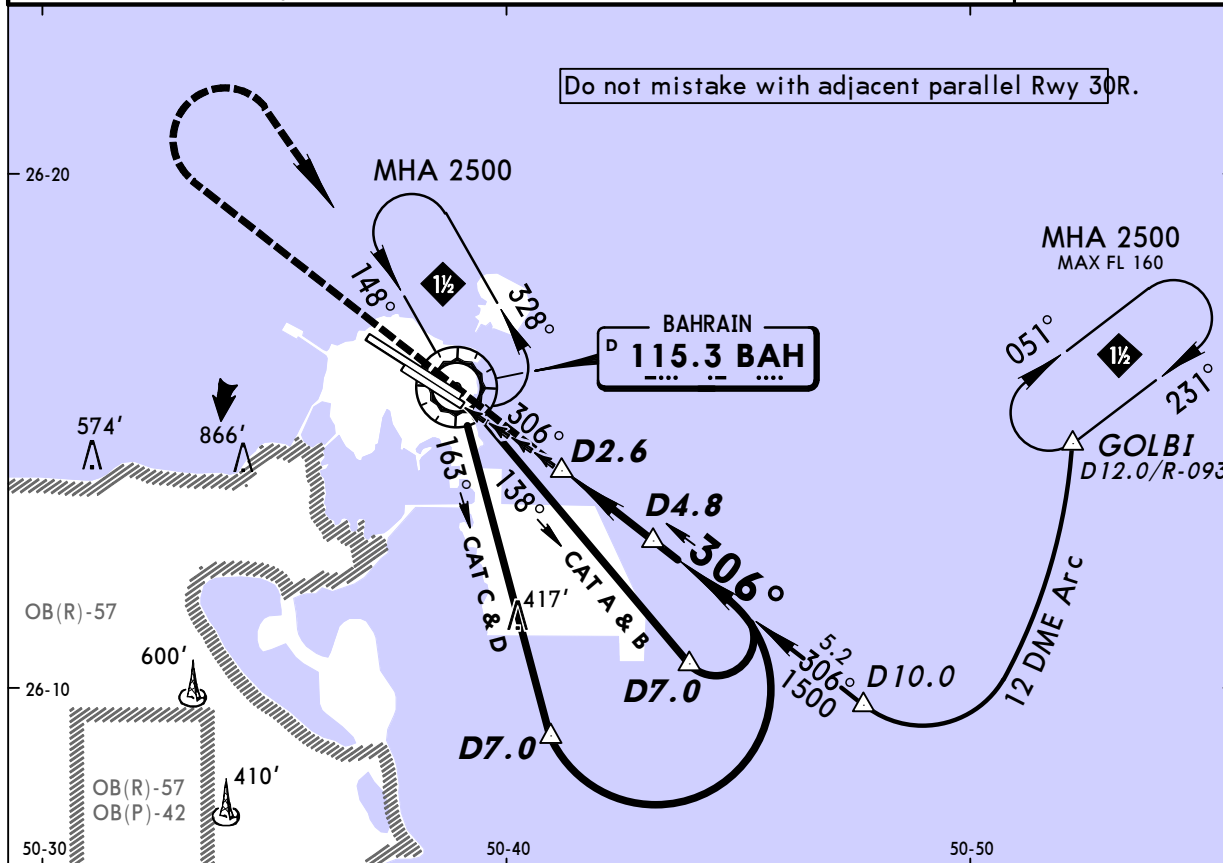 Do not mistake with adjacent parallel Rwy 30R.
26-20
MHA 2500
MHA 2500
MAX FL 160
148°
1½
328°
BAHRAIN
D 115.3 BAH
051°
1½
231°
574'
866'
306°
D2.6
GOLBI
D12.0/R-093
163°
138°
D4.8
306°
CAT C & D
CAT A & B
417'
12 DME Arc
OB(R)-57
600'
5.2
306°
1500
D10.0
26-10
D7.0
D7.0
OB(R)-57
OB(P)-42
410'
50-30
50-40
50-50